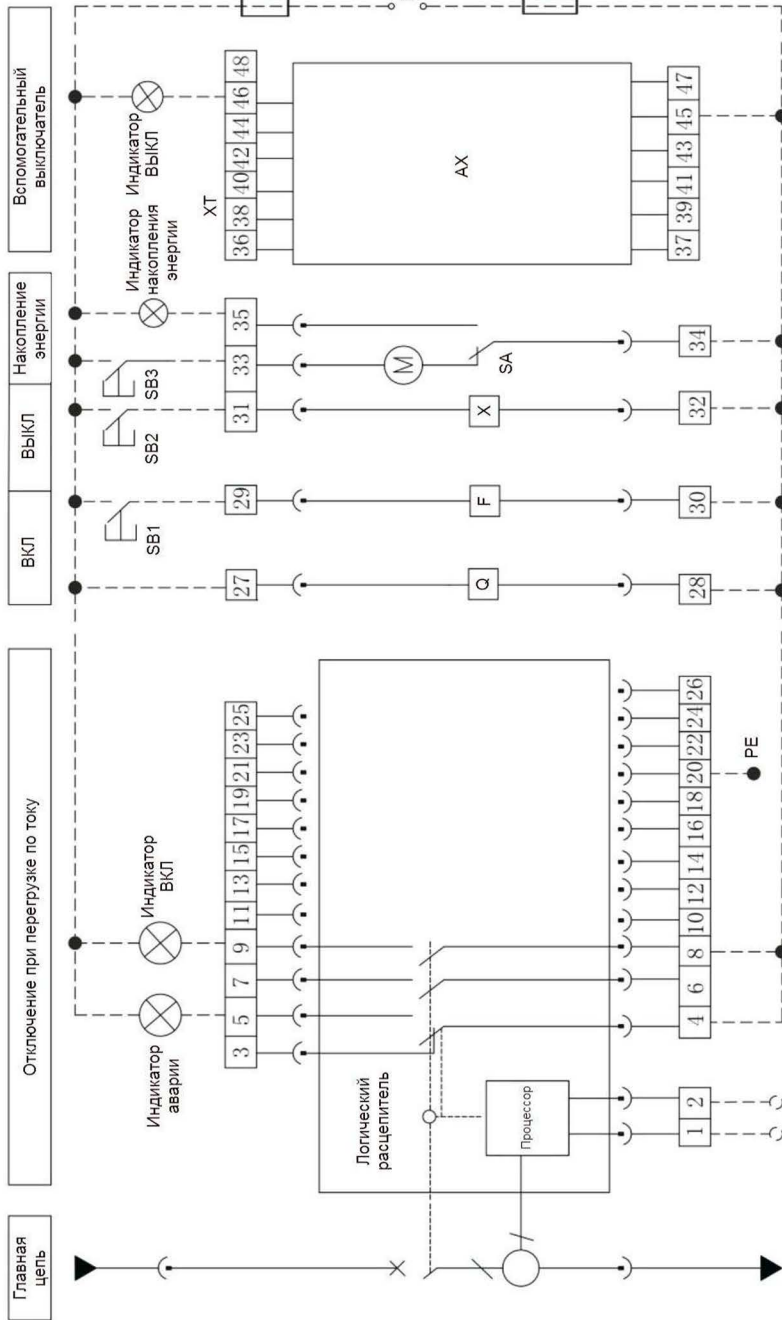 Главная
цепь
Отключение при перегрузке по току
ВКЛ
ВЫКЛ
Накопление
энергии
Вспомогательный
выключатель
Индикатор
аварии
Индикатор
ВКЛ
SB1
SB2
SB3
Индикатор
накопления
энергии
Индикатор
ВЫКЛ
XT
3 5 7 9 11 13 15 17 19 21 23 25
27 29 31 33 35
36 38 40 42 44 46 48
Логический
расцепитель
Процессор
Q
F
X
M
SA
AX
1 2 4 6 8 10 12 14 16 18 20 22 24 26
28 30 32 34
37 39 41 43 45 47
PE